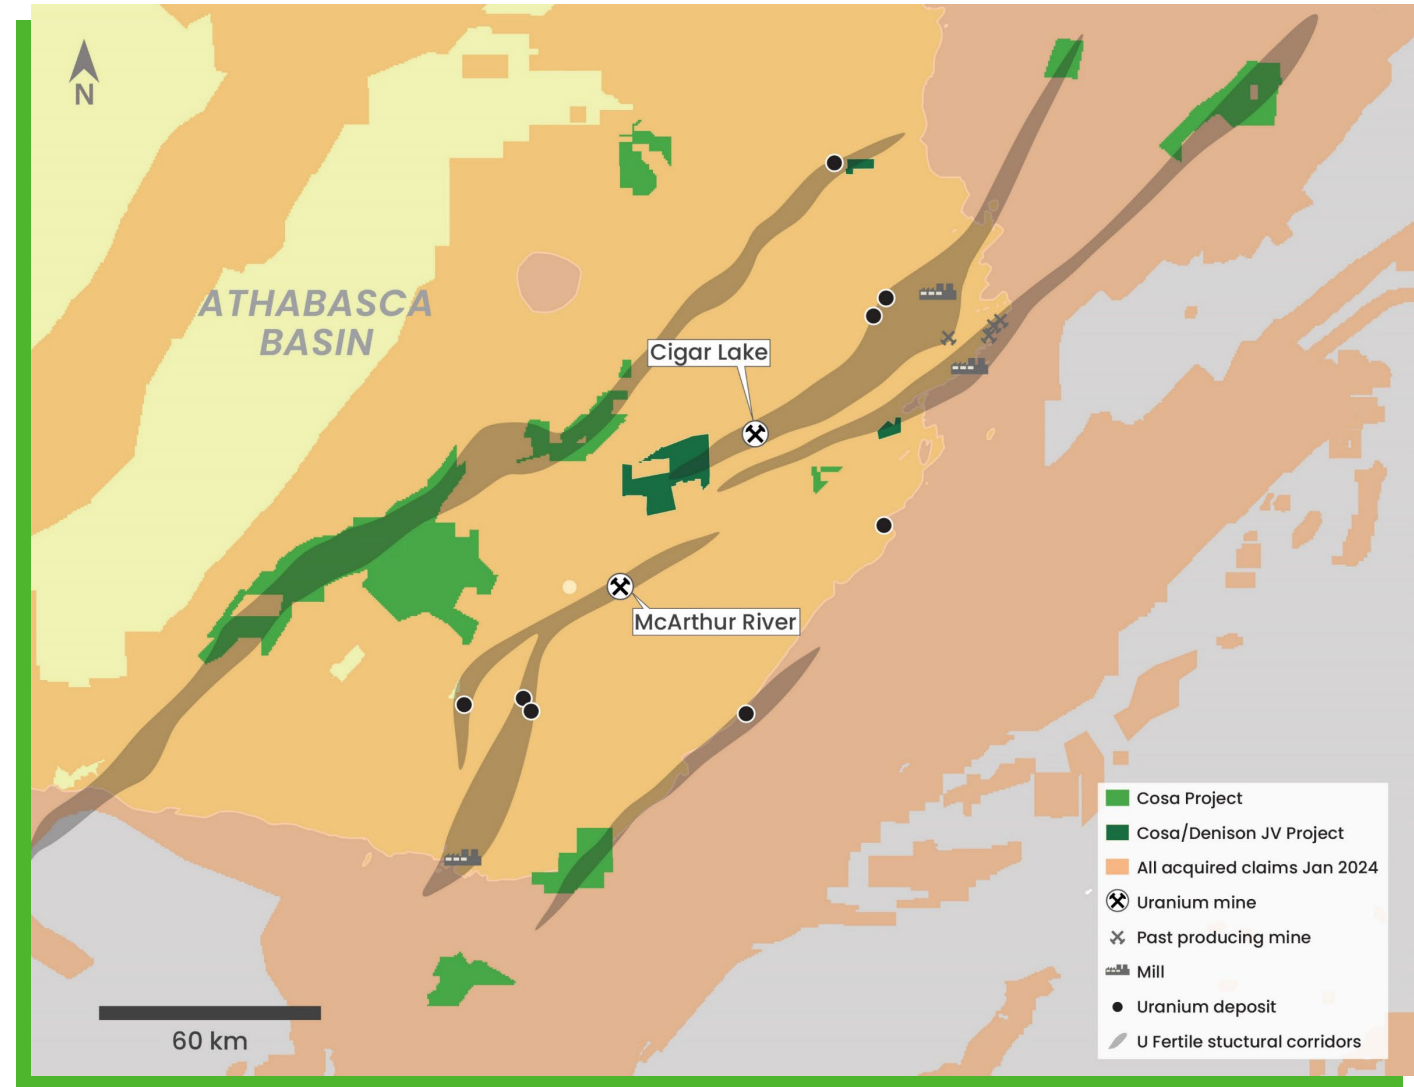 N
ATHABASCA
BASIN
Cigar Lake
McArthur River
Cosa Project
Cosa/Denison JV Project
All acquired claims Jan 2024
Uranium mine
Past producing mine
Mill
Uranium deposit
U Fertile stuctural corridors
60 km